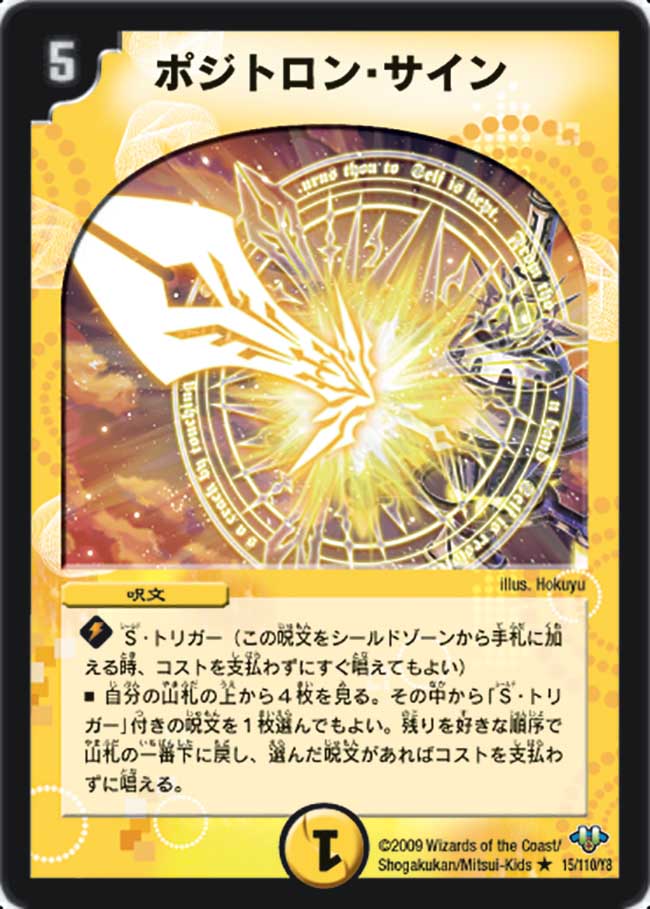 5
ポジトロン・サイン
.urns thou to Self is kept.
illus. Hokuyu
呪文
S・トリガー（この呪文をシールドゾーンから手札に加
える時、コストを支払わずにすぐ唱えてもよい）
■ 自分の山札の上から4枚を見る。その中から「S・トリ
ガー」付きの呪文を1枚選んでもよい。残りを好きな順序で
山札の一番下に戻し、選んだ呪文があればコストを支払わ
ずに唱える。
1
©2009 Wizards of the Coast/
Shogakukan/Mitsui-Kids ★ 15/110/Y8